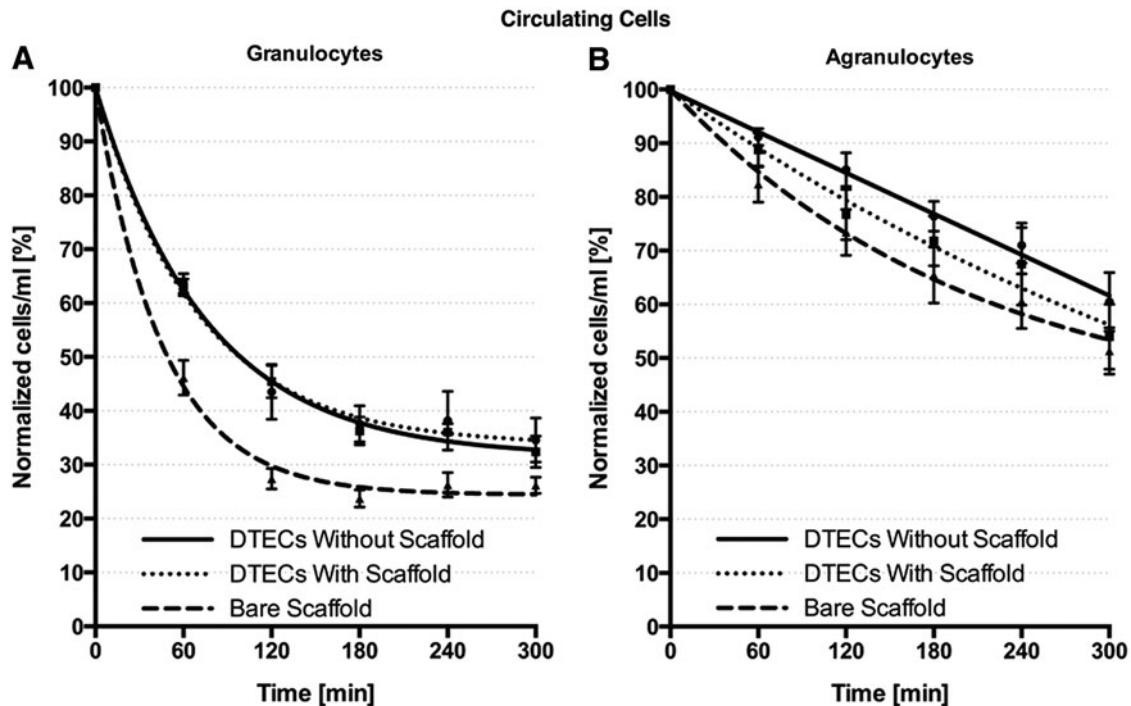 Circulating Cells
A
Granulocytes
Normalized cells/ml [%]
100
90
80
70
60
50
40
30
20
10
0
DTECs Without Scaffold
DTECs With Scaffold
Bare Scaffold
0 60 120 180 240 300
Time [min]
B
Agranulocytes
Normalized cells/ml [%]
100
90
80
70
60
50
40
30
20
10
0
DTECs Without Scaffold
DTECs With Scaffold
Bare Scaffold
0 60 120 180 240 300
Time [min]